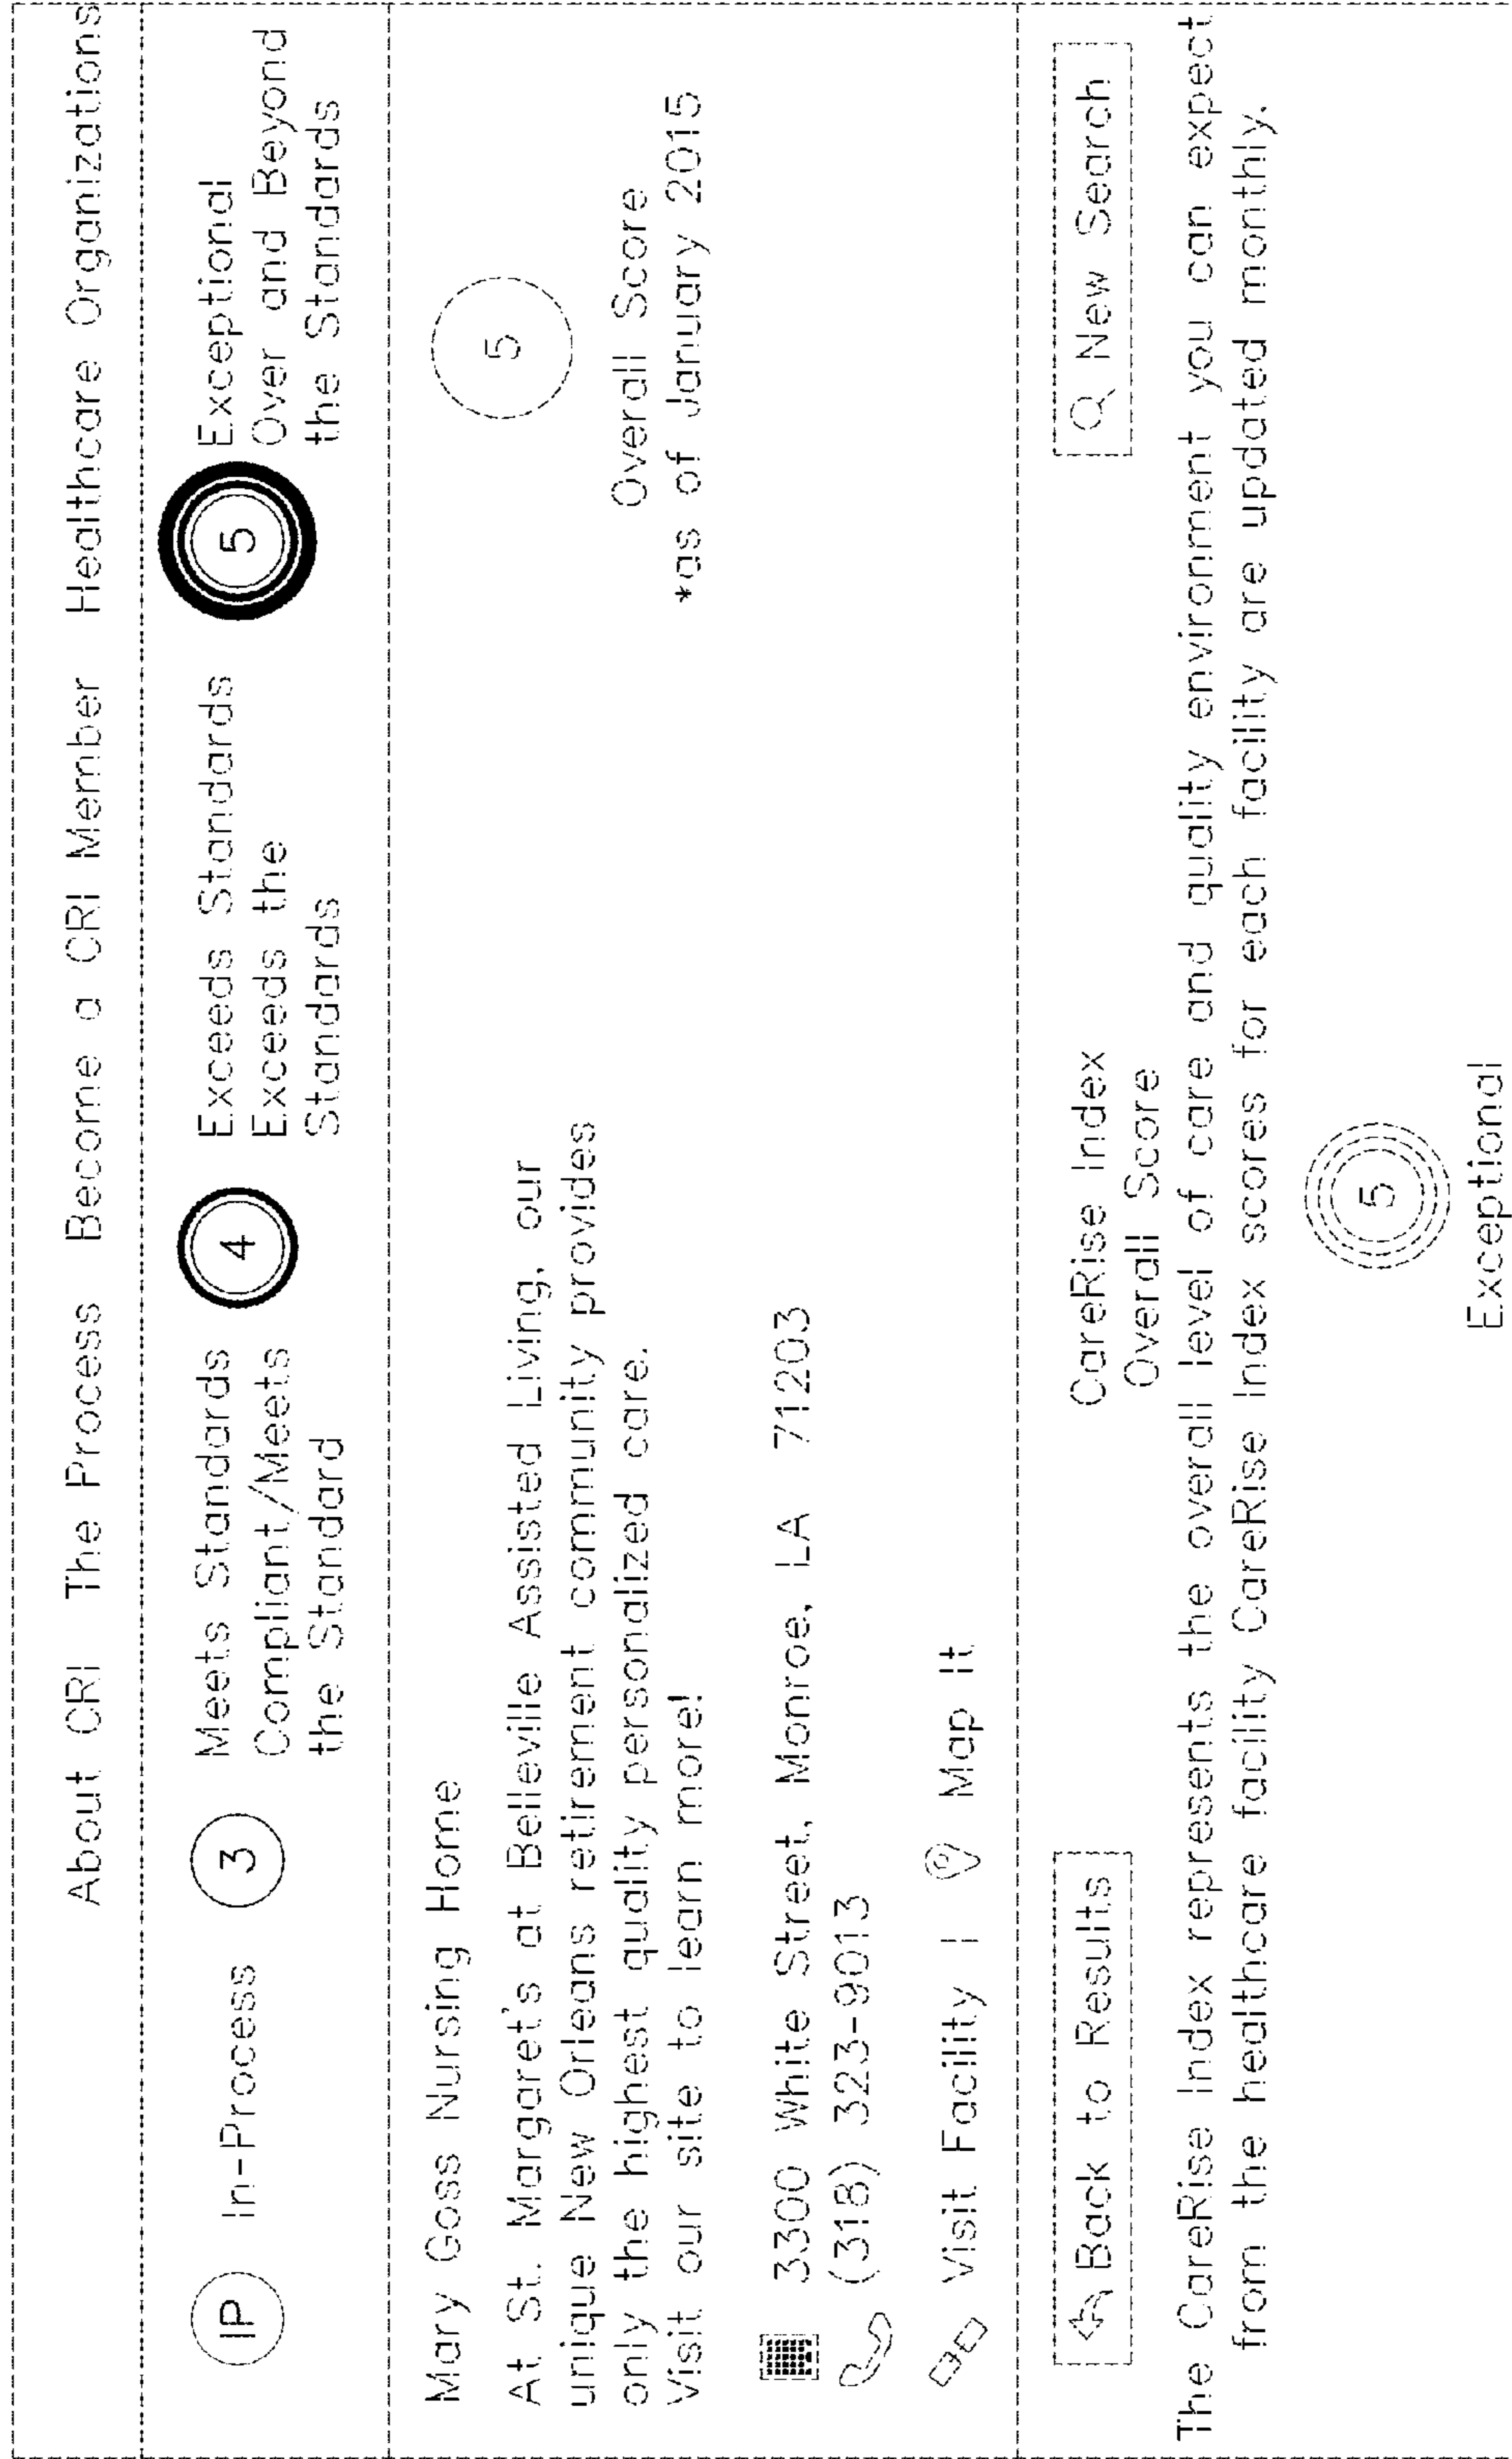 About CRI The Process Become a CRI Member Healthcare Organizations
IP In-Process
3 Meets Standards
Compliant/Meets
the Standard
4 Exceeds Standards
Exceeds the
Standards
5 Exceptional
Over and Beyond
the Standards
Mary Goss Nursing Home
At St. Margaret's at Belleville Assisted Living, our
unique New Orleans retirement community provides
only the highest quality personalized care.
Visit our site to learn more!
3300 White Street, Monroe, LA 71203
(318) 323-9013
Visit Facility | Map It
5
Overall Score
*as of January 2015
Back to Results
New Search
CareRise Index
Overall Score
The CareRise Index represents the overall level of care and quality environment you can expect
from the healthcare facility CareRise Index scores for each facility are updated monthly.
5
Exceptional